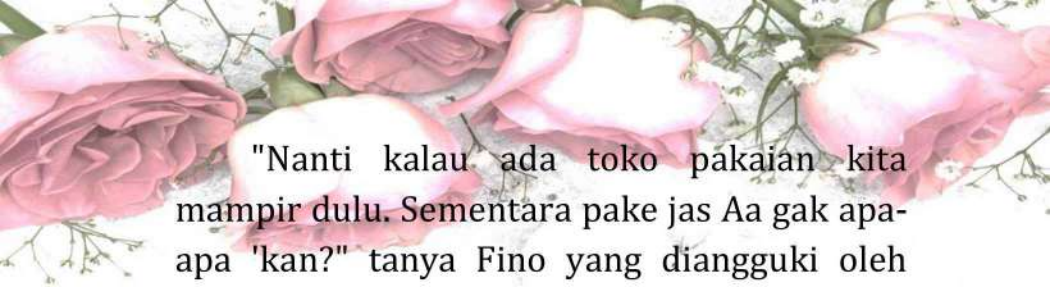 "Nanti kalau ada toko pakaian kita
mampir dulu. Sementara pake jas Aa gak apa-
apa 'kan?" tanya Fino yang diangguki oleh